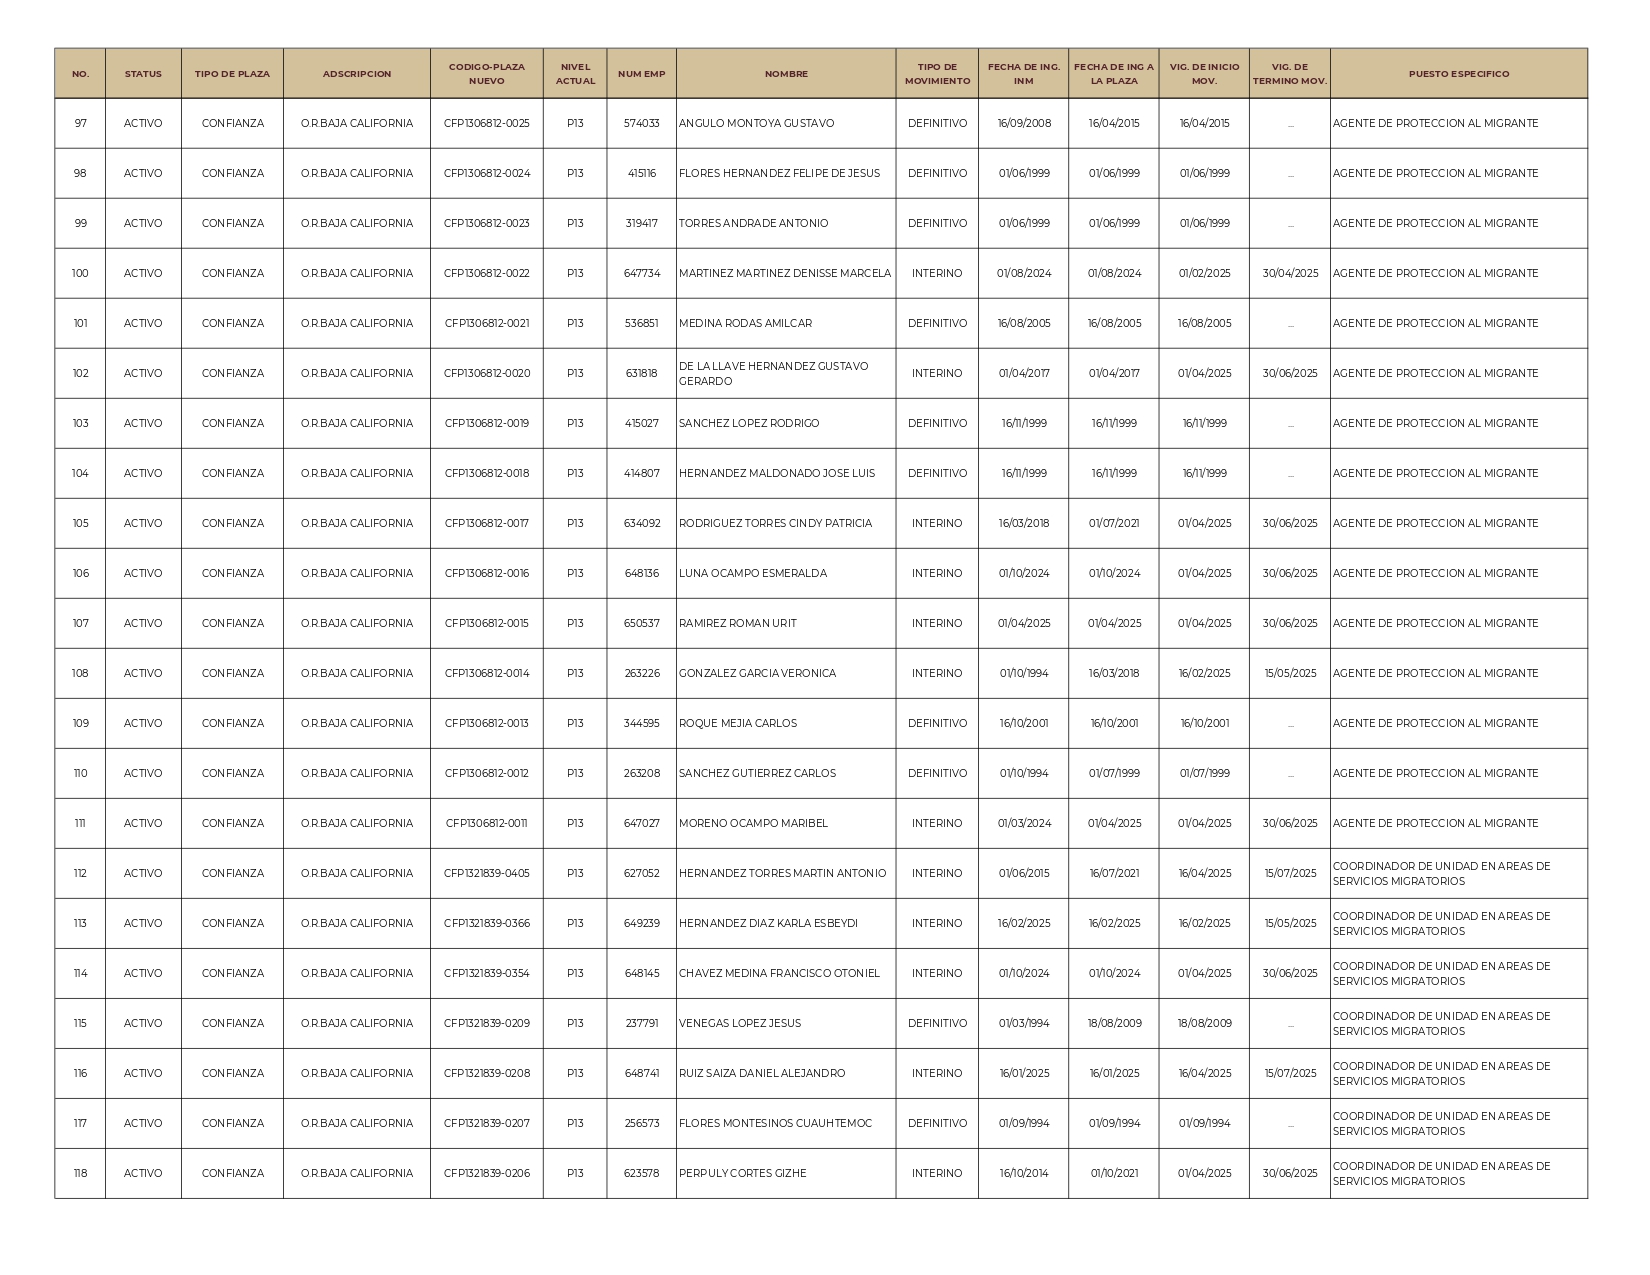 NO. STATUS TIPO DE PLAZA ADSCRIPCION CODIGO-PLAZA NUEVO NIVEL ACTUAL NUM EMP NOMBRE TIPO DE MOVIMIENTO FECHA DE ING. INM FECHA DE ING A LA PLAZA VIG. DE INICIO MOV. VIG. DE TERMINO MOV. PUESTO ESPECIFICO
97 ACTIVO CONFIANZA O.R.BAJA CALIFORNIA CFP1306812-0025 P13 574033 ANGULO MONTOYA GUSTAVO DEFINITIVO 16/09/2008 16/04/2015 16/04/2015 ... AGENTE DE PROTECCION AL MIGRANTE
98 ACTIVO CONFIANZA O.R.BAJA CALIFORNIA CFP1306812-0024 P13 415116 FLORES HERNANDEZ FELIPE DE JESUS DEFINITIVO 01/06/1999 01/06/1999 01/06/1999 ... AGENTE DE PROTECCION AL MIGRANTE
99 ACTIVO CONFIANZA O.R.BAJA CALIFORNIA CFP1306812-0023 P13 319417 TORRES ANDRADE ANTONIO DEFINITIVO 01/06/1999 01/06/1999 01/06/1999 ... AGENTE DE PROTECCION AL MIGRANTE
100 ACTIVO CONFIANZA O.R.BAJA CALIFORNIA CFP1306812-0022 P13 647734 MARTINEZ MARTINEZ DENISSE MARCELA INTERINO 01/08/2024 01/08/2024 01/02/2025 30/04/2025 AGENTE DE PROTECCION AL MIGRANTE
101 ACTIVO CONFIANZA O.R.BAJA CALIFORNIA CFP1306812-0021 P13 536851 MEDINA RODAS AMILCAR DEFINITIVO 16/08/2005 16/08/2005 16/08/2005 ... AGENTE DE PROTECCION AL MIGRANTE
102 ACTIVO CONFIANZA O.R.BAJA CALIFORNIA CFP1306812-0020 P13 631818 DE LA LLAVE HERNANDEZ GUSTAVO GERARDO INTERINO 01/04/2017 01/04/2017 01/04/2025 30/06/2025 AGENTE DE PROTECCION AL MIGRANTE
103 ACTIVO CONFIANZA O.R.BAJA CALIFORNIA CFP1306812-0019 P13 415027 SANCHEZ LOPEZ RODRIGO DEFINITIVO 16/11/1999 16/11/1999 16/11/1999 ... AGENTE DE PROTECCION AL MIGRANTE
104 ACTIVO CONFIANZA O.R.BAJA CALIFORNIA CFP1306812-0018 P13 414807 HERNANDEZ MALDONADO JOSE LUIS DEFINITIVO 16/11/1999 16/11/1999 16/11/1999 ... AGENTE DE PROTECCION AL MIGRANTE
105 ACTIVO CONFIANZA O.R.BAJA CALIFORNIA CFP1306812-0017 P13 634092 RODRIGUEZ TORRES CINDY PATRICIA INTERINO 16/03/2018 01/07/2021 01/04/2025 30/06/2025 AGENTE DE PROTECCION AL MIGRANTE
106 ACTIVO CONFIANZA O.R.BAJA CALIFORNIA CFP1306812-0016 P13 648136 LUNA OCAMPO ESMERALDA INTERINO 01/10/2024 01/10/2024 01/04/2025 30/06/2025 AGENTE DE PROTECCION AL MIGRANTE
107 ACTIVO CONFIANZA O.R.BAJA CALIFORNIA CFP1306812-0015 P13 650537 RAMIREZ ROMAN URIT INTERINO 01/04/2025 01/04/2025 01/04/2025 30/06/2025 AGENTE DE PROTECCION AL MIGRANTE
108 ACTIVO CONFIANZA O.R.BAJA CALIFORNIA CFP1306812-0014 P13 263226 GONZALEZ GARCIA VERONICA INTERINO 01/10/1994 16/03/2018 16/02/2025 15/05/2025 AGENTE DE PROTECCION AL MIGRANTE
109 ACTIVO CONFIANZA O.R.BAJA CALIFORNIA CFP1306812-0013 P13 344595 ROQUE MEJIA CARLOS DEFINITIVO 16/10/2001 16/10/2001 16/10/2001 ... AGENTE DE PROTECCION AL MIGRANTE
110 ACTIVO CONFIANZA O.R.BAJA CALIFORNIA CFP1306812-0012 P13 263208 SANCHEZ GUTIERREZ CARLOS DEFINITIVO 01/10/1994 01/07/1999 01/07/1999 ... AGENTE DE PROTECCION AL MIGRANTE
111 ACTIVO CONFIANZA O.R.BAJA CALIFORNIA CFP1306812-0011 P13 647027 MORENO OCAMPO MARIBEL INTERINO 01/03/2024 01/04/2025 01/04/2025 30/06/2025 AGENTE DE PROTECCION AL MIGRANTE
112 ACTIVO CONFIANZA O.R.BAJA CALIFORNIA CFP1321839-0405 P13 627052 HERNANDEZ TORRES MARTIN ANTONIO INTERINO 01/06/2015 16/07/2021 16/04/2025 15/07/2025 COORDINADOR DE UNIDAD EN AREAS DE SERVICIOS MIGRATORIOS
113 ACTIVO CONFIANZA O.R.BAJA CALIFORNIA CFP1321839-0366 P13 649239 HERNANDEZ DIAZ KARLA ESBEYDI INTERINO 16/02/2025 16/02/2025 16/02/2025 15/05/2025 COORDINADOR DE UNIDAD EN AREAS DE SERVICIOS MIGRATORIOS
114 ACTIVO CONFIANZA O.R.BAJA CALIFORNIA CFP1321839-0354 P13 648145 CHAVEZ MEDINA FRANCISCO OTONIEL INTERINO 01/10/2024 01/10/2024 01/04/2025 30/06/2025 COORDINADOR DE UNIDAD EN AREAS DE SERVICIOS MIGRATORIOS
115 ACTIVO CONFIANZA O.R.BAJA CALIFORNIA CFP1321839-0209 P13 237791 VENEGAS LOPEZ JESUS DEFINITIVO 01/03/1994 18/08/2009 18/08/2009 ... COORDINADOR DE UNIDAD EN AREAS DE SERVICIOS MIGRATORIOS
116 ACTIVO CONFIANZA O.R.BAJA CALIFORNIA CFP1321839-0208 P13 648741 RUIZ SAIZA DANIEL ALEJANDRO INTERINO 16/01/2025 16/01/2025 16/04/2025 15/07/2025 COORDINADOR DE UNIDAD EN AREAS DE SERVICIOS MIGRATORIOS
117 ACTIVO CONFIANZA O.R.BAJA CALIFORNIA CFP1321839-0207 P13 256573 FLORES MONTESINOS CUAUHTEMOC DEFINITIVO 01/09/1994 01/09/1994 01/09/1994 ... COORDINADOR DE UNIDAD EN AREAS DE SERVICIOS MIGRATORIOS
118 ACTIVO CONFIANZA O.R.BAJA CALIFORNIA CFP1321839-0206 P13 623578 PERPULY CORTES GIZHE INTERINO 16/10/2014 01/10/2021 01/04/2025 30/06/2025 COORDINADOR DE UNIDAD EN AREAS DE SERVICIOS MIGRATORIOS